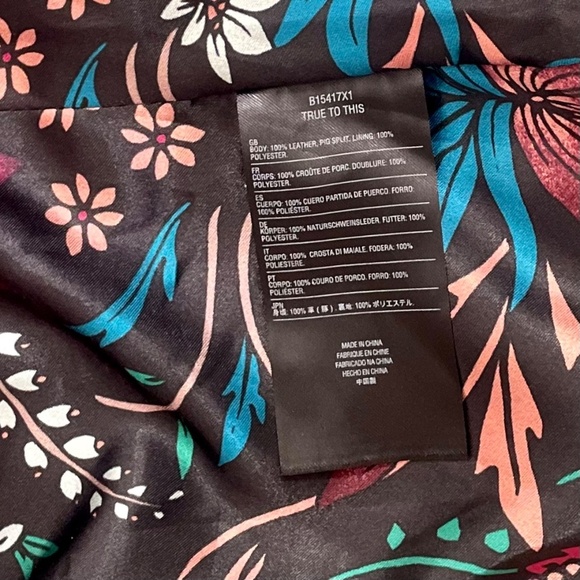 B15417X1
TRUE TO THIS
GB
BODY: 100% LEATHER, PIG SPLIT. LINING: 100%
POLYESTER.
FR
CORPS: 100% CROÛTE DE PORC. DOUBLURE: 100%
POLYESTER.
ES
CUERPO: 100% CUERO PARTIDA DE PUERCO. FORRO:
100% POLIÉSTER.
DE
KÖRPER: 100% NATURSCHWEINSLEDER. FUTTER: 100%
POLYESTER.
IT
CORPO: 100% CROSTA DI MAIALE. FODERA: 100%
POLIESTERE.
PT
CORPO: 100% COURO DE PORCO. FORRO: 100%
POLIÉSTER.
JPN
身頃: 100% 革 (豚). 裏地: 100% ポリエステル.
MADE IN CHINA
FABRIQUE EN CHINE
FABRICADO NA CHINA
HECHO EN CHINA
中国製